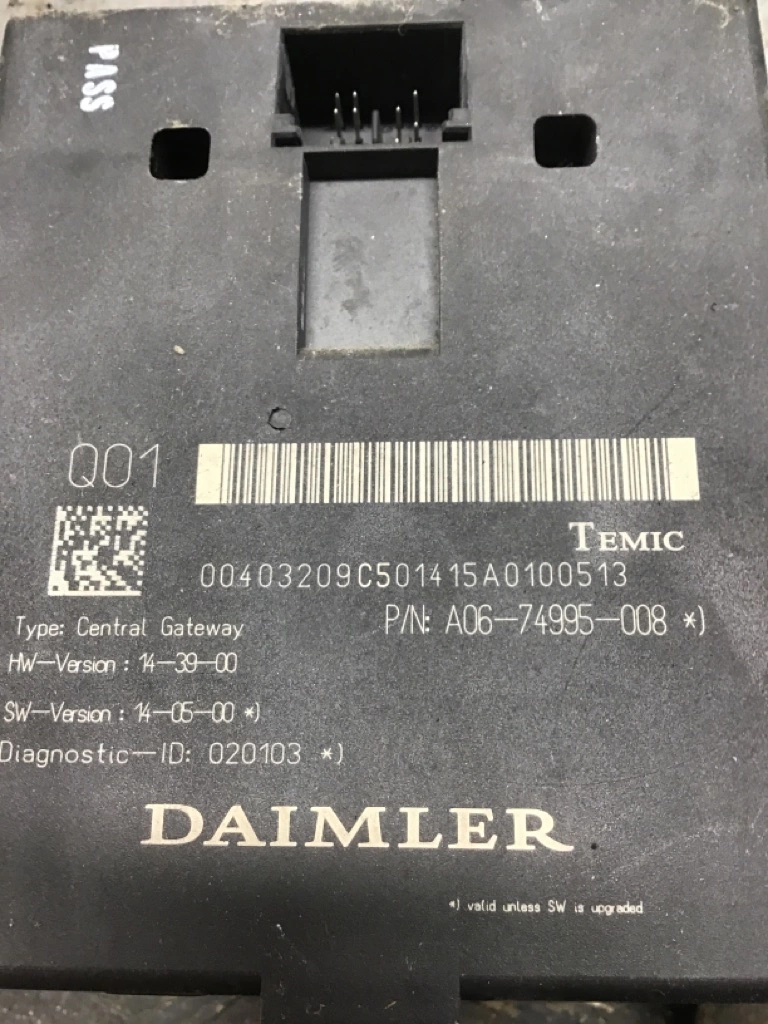 PASS
Q01
TEMIC
00403209C501415A0100513
P/N: A06-74995-008 *)
Type: Central Gateway
HW-Version : 14-39-00
SW-Version : 14-05-00 *)
Diagnostic-ID: 020103 *)
DAIMLER
*) valid unless SW is upgraded